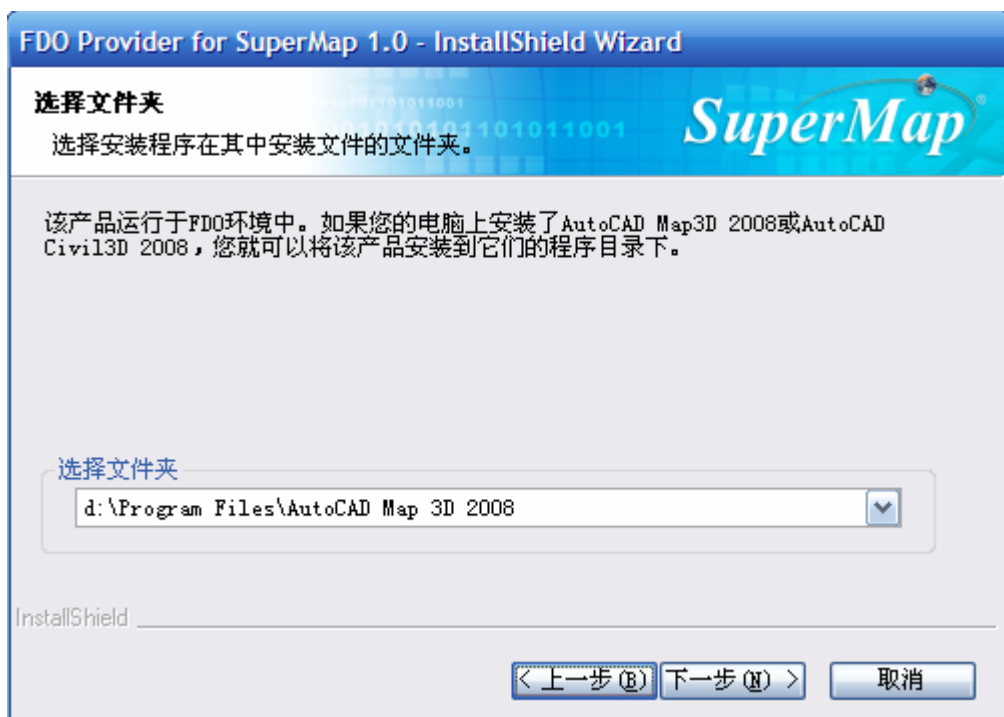 FDO Provider for SuperMap 1.0 - InstallShield Wizard
选择文件夹
选择安装程序在其中安装文件的文件夹。
SuperMap
该产品运行于FDO环境中。如果您的电脑上安装了AutoCAD Map3D 2008或AutoCAD
Civil3D 2008，您就可以将该产品安装到它们的程序目录下。
选择文件夹
d:\Program Files\AutoCAD Map 3D 2008
InstallShield
< 上一步(B) 下一步(N) > 取消